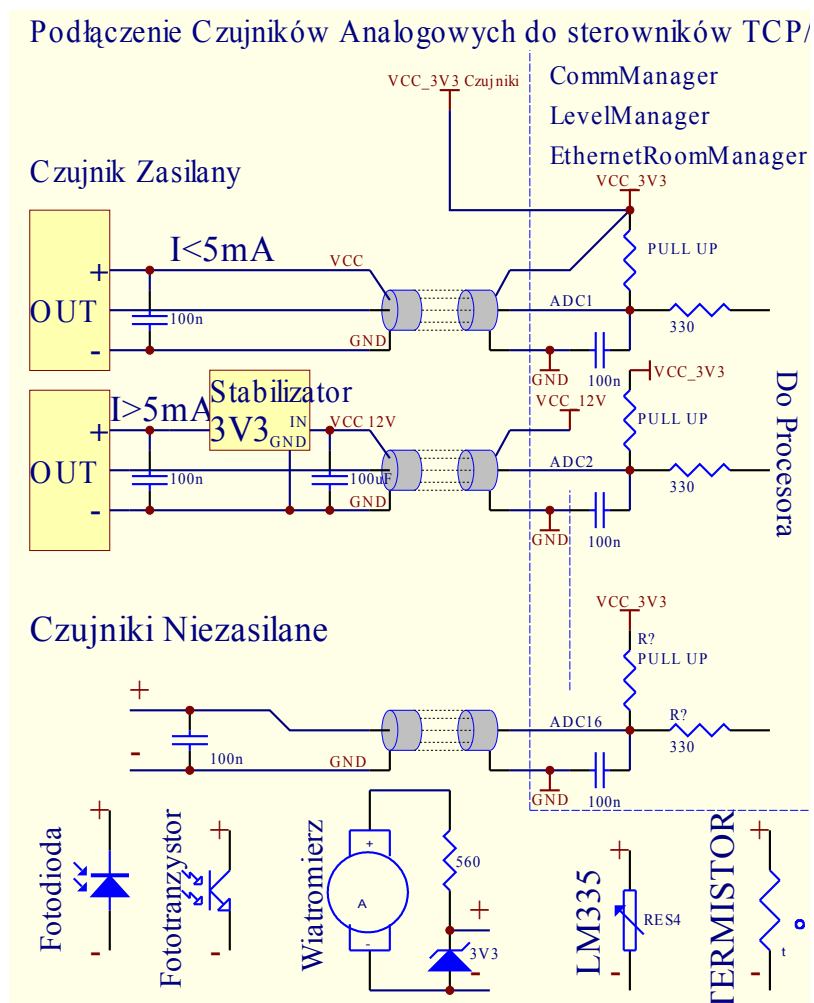 Podłączenie Czujników Analogowych do sterowników TCP/
VCC_3V3 Czujniki
CommManager
LevelManager
EthernetRoomManager
Czujnik Zasilany
VCC_3V3
I<5mA
VCC
PULL UP
+
OUT
100n
ADC1
330
-
GND
GND
100n
Stabilizator
3V3
IN
GND
I>5mA
VCC 12V
VCC_12V
VCC_3V3
PULL UP
+
OUT
100n
100uF
ADC2
330
-
GND
GND
100n
Do Procesora
Czujniki Niezasilane
VCC_3V3
R?
PULL UP
+
ADC16
R?
330
-
100n
GND
GND
100n
Fotodioda
+
-
Fototranzystor
+
-
Wiatromierz
+
A
-
560
+
3V3
-
LM335
+
RES4
-
TERMISTOR
+
t
o
-